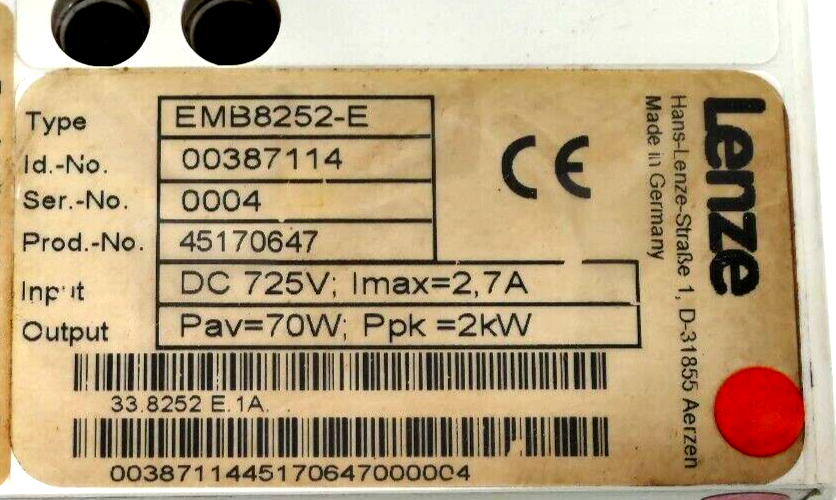 Type EMB8252-E
Id.-No. 00387114
Ser.-No. 0004
Prod.-No. 45170647
Input DC 725V; Imax=2,7A
Output Pav=70W; Ppk =2kW
33.8252 E.1A.
003871144517064700004
CE
Lenze
Hans-Lenze-Straße 1, D-31855 Aerzen
Made in Germany